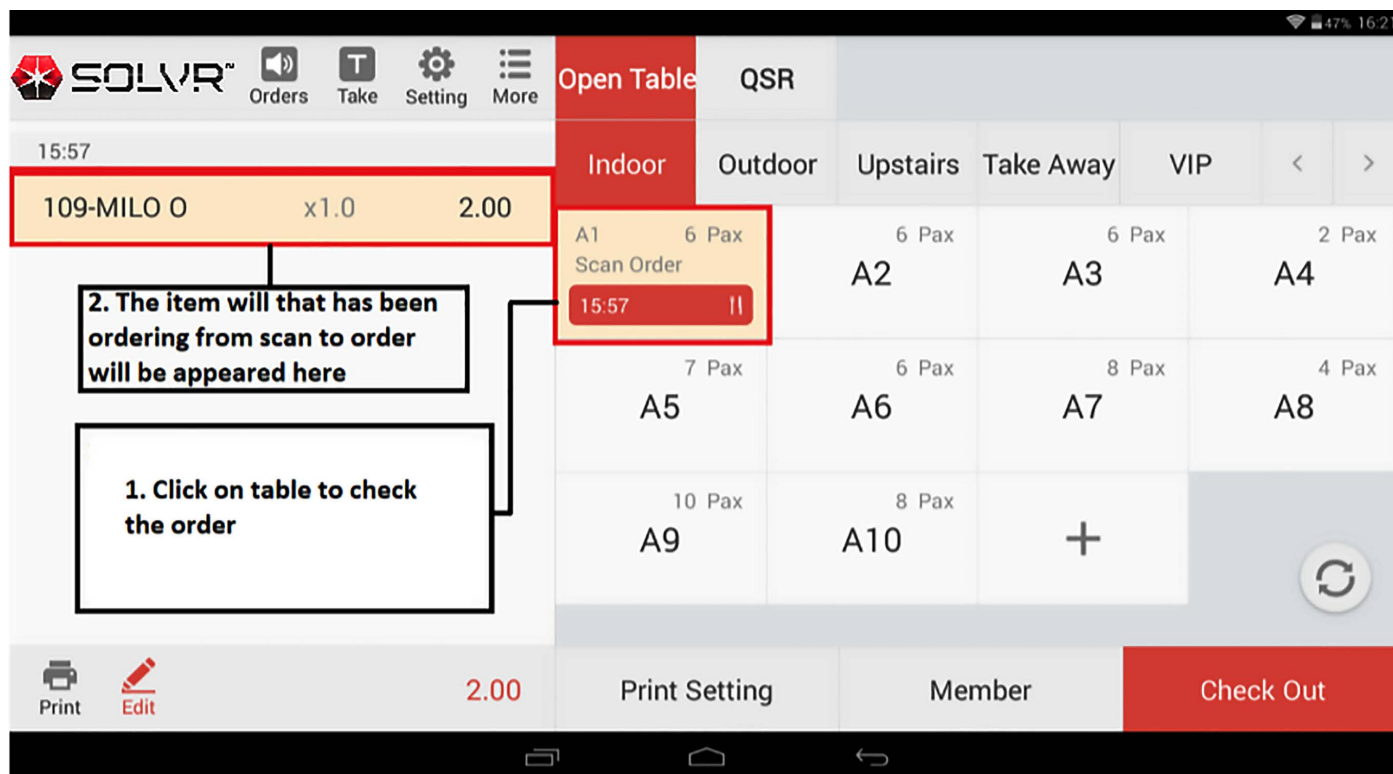 47% 16:21
SOLVR™
Orders
Take
Setting
More
Open Table
QSR
15:57
Indoor
Outdoor
Upstairs
Take Away
VIP
<
>
109-MILO O x1.0 2.00
A1 6 Pax
Scan Order
15:57
6 Pax
A2
6 Pax
A3
2 Pax
A4
2. The item will that has been
ordering from scan to order
will be appeared here
7 Pax
A5
6 Pax
A6
8 Pax
A7
4 Pax
A8
1. Click on table to check
the order
10 Pax
A9
8 Pax
A10
+
Print
Edit
2.00
Print Setting
Member
Check Out